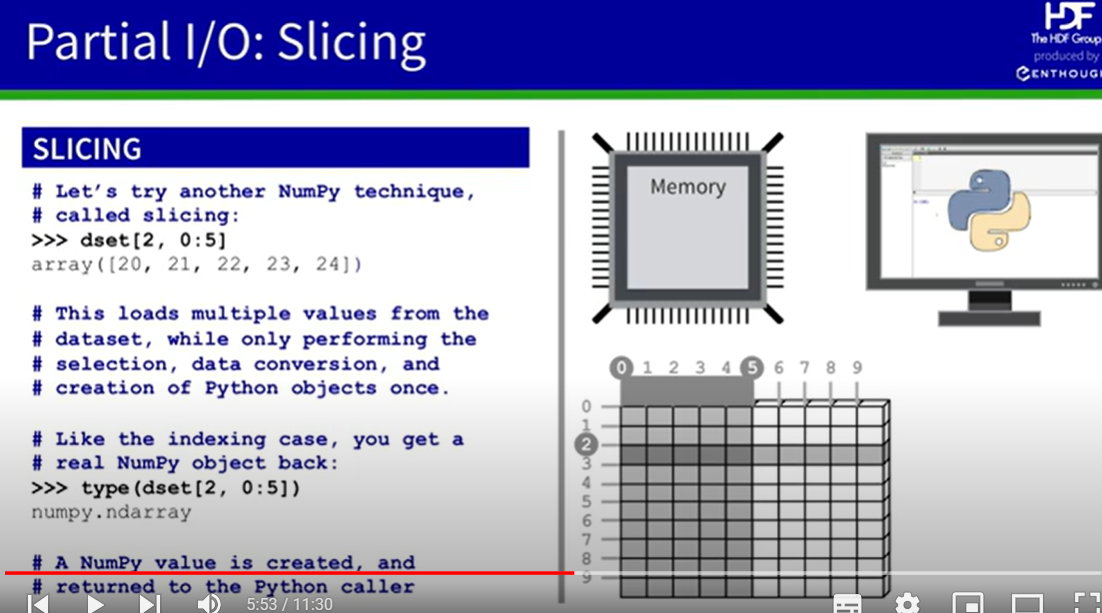 Partial I/O: Slicing
HDF
The HDF Group
produced by
ENTHOUG
SLICING
# Let's try another NumPy technique,
# called slicing:
>>> dset[2, 0:5]
array([20, 21, 22, 23, 24])
# This loads multiple values from the
# dataset, while only performing the
# selection, data conversion, and
# creation of Python objects once.
# Like the indexing case, you get a
# real NumPy object back:
>>> type(dset[2, 0:5])
numpy.ndarray
# A NumPy value is created, and
# returned to the Python caller
Memory
0 1 2 3 4 5 6 7 8 9
0
1
2
3
4
5
6
7
8
9
5:53 / 11:30